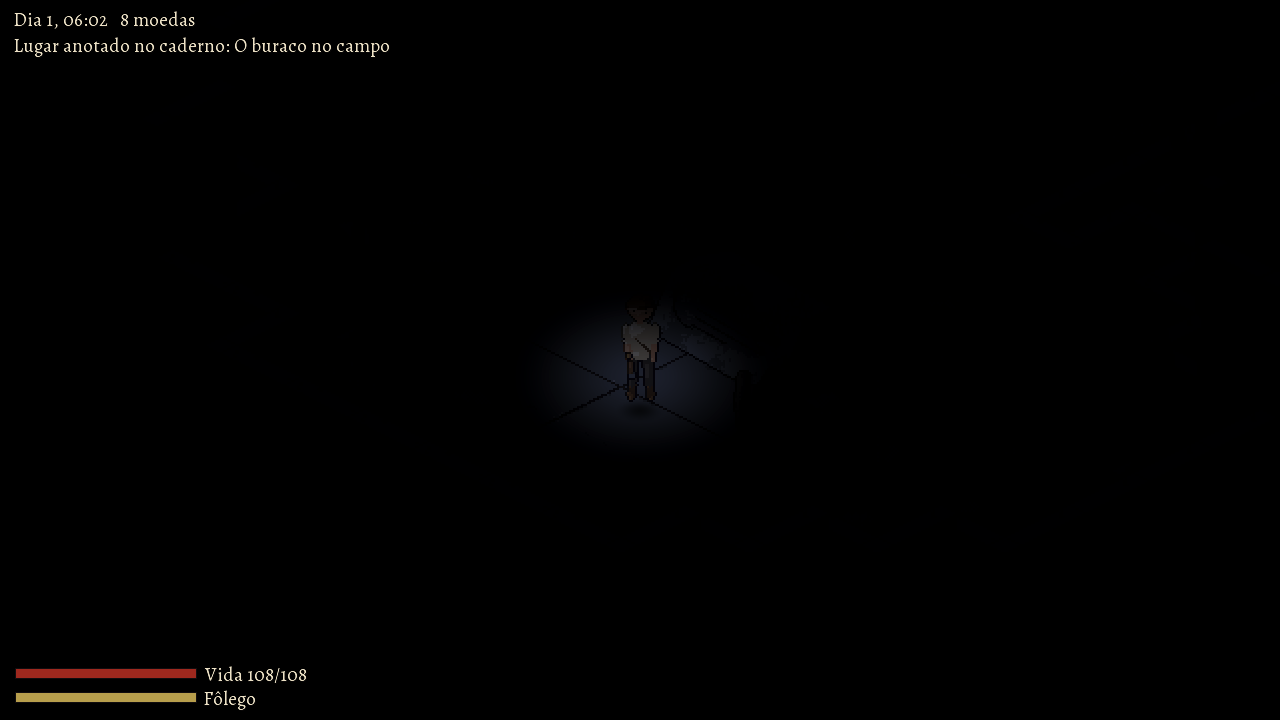 Dia 1, 06:02 8 moedas
Lugar anotado no caderno: O buraco no campo
Vida 108/108
Fôlego